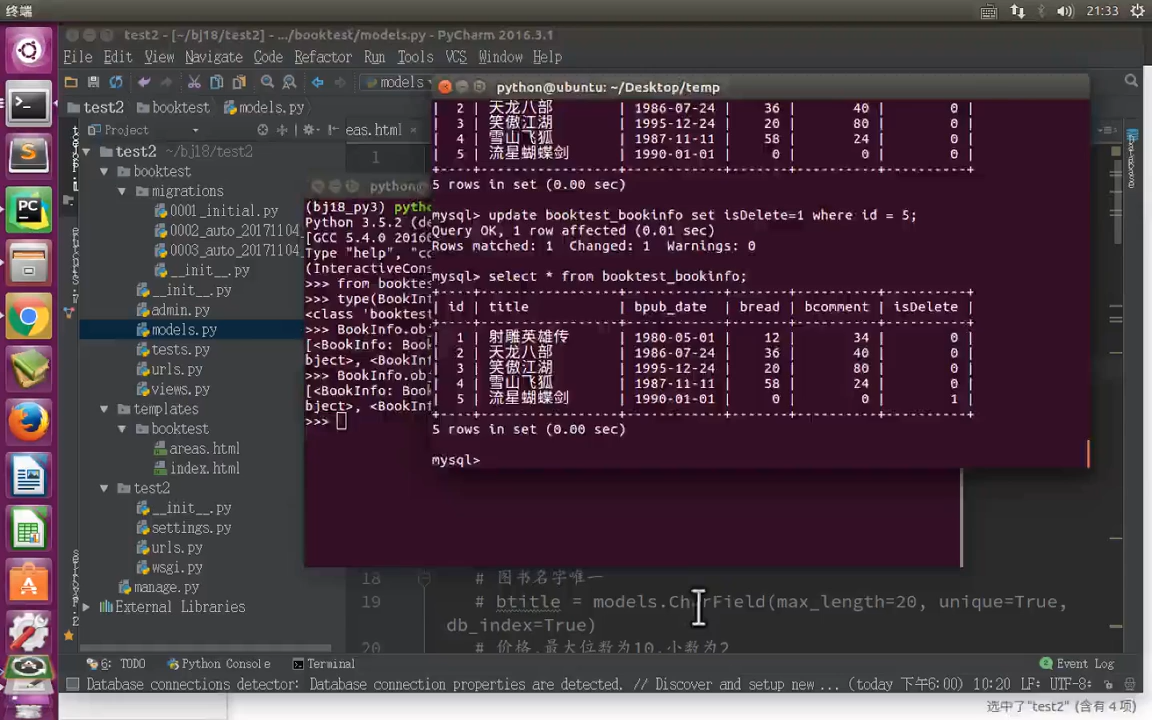 终端
21:33
test2 - [~/bj18/test2] - .../booktest/models.py - PyCharm 2016.3.1
File Edit View Navigate Code Refactor Run Tools VCS Window Help
models
test2 booktest models.py
Project
eas.html
1
test2 ~/bj18/test2
booktest
migrations
0001_initial.py
0002_auto_20171104
0003_auto_20171104
__init__.py
__init__.py
admin.py
models.py
tests.py
urls.py
views.py
templates
booktest
areas.html
index.html
test2
__init__.py
settings.py
urls.py
wsgi.py
manage.py
External Libraries
python@
(bj18_py3) pytho
Python 3.5.2 (de
[GCC 5.4.0 2016
Type "help", "co
(InteractiveCons
>>> from bookte
>>> type(BookInf
<class 'booktest
>>> BookInfo.ob
[<BookInfo: Book
bject>, <BookInf
>>> BookInfo.ob
[<BookInfo: Book
bject>, <BookInf
>>>
python@ubuntu: ~/Desktop/temp
| 2 | 天龙八部 | 1986-07-24 | 36 | 40 | 0 |
| 3 | 笑傲江湖 | 1995-12-24 | 20 | 80 | 0 |
| 4 | 雪山飞狐 | 1987-11-11 | 58 | 24 | 0 |
| 5 | 流星蝴蝶剑 | 1990-01-01 | 0 | 0 | 0 |
5 rows in set (0.00 sec)
mysql> update booktest_bookinfo set isDelete=1 where id = 5;
Query OK, 1 row affected (0.01 sec)
Rows matched: 1 Changed: 1 Warnings: 0
mysql> select * from booktest_bookinfo;
| id | title | bpub_date | bread | bcomment | isDelete |
| 1 | 射雕英雄传 | 1980-05-01 | 12 | 34 | 0 |
| 2 | 天龙八部 | 1986-07-24 | 36 | 40 | 0 |
| 3 | 笑傲江湖 | 1995-12-24 | 20 | 80 | 0 |
| 4 | 雪山飞狐 | 1987-11-11 | 58 | 24 | 0 |
| 5 | 流星蝴蝶剑 | 1990-01-01 | 0 | 0 | 1 |
5 rows in set (0.00 sec)
mysql>
18 # 图书名字唯一
19 # btitle = models.CharField(max_length=20, unique=True,
db_index=True)
20 # 价格,最大位数为10,小数为2
6: TODO Python Console Terminal Event Log
Database connections detector: Database connection properties are detected. // Discover and setup new ... (today 下午6:00) 10:20 LF: UTF-8:
选中了"test2" (含有 4 项)